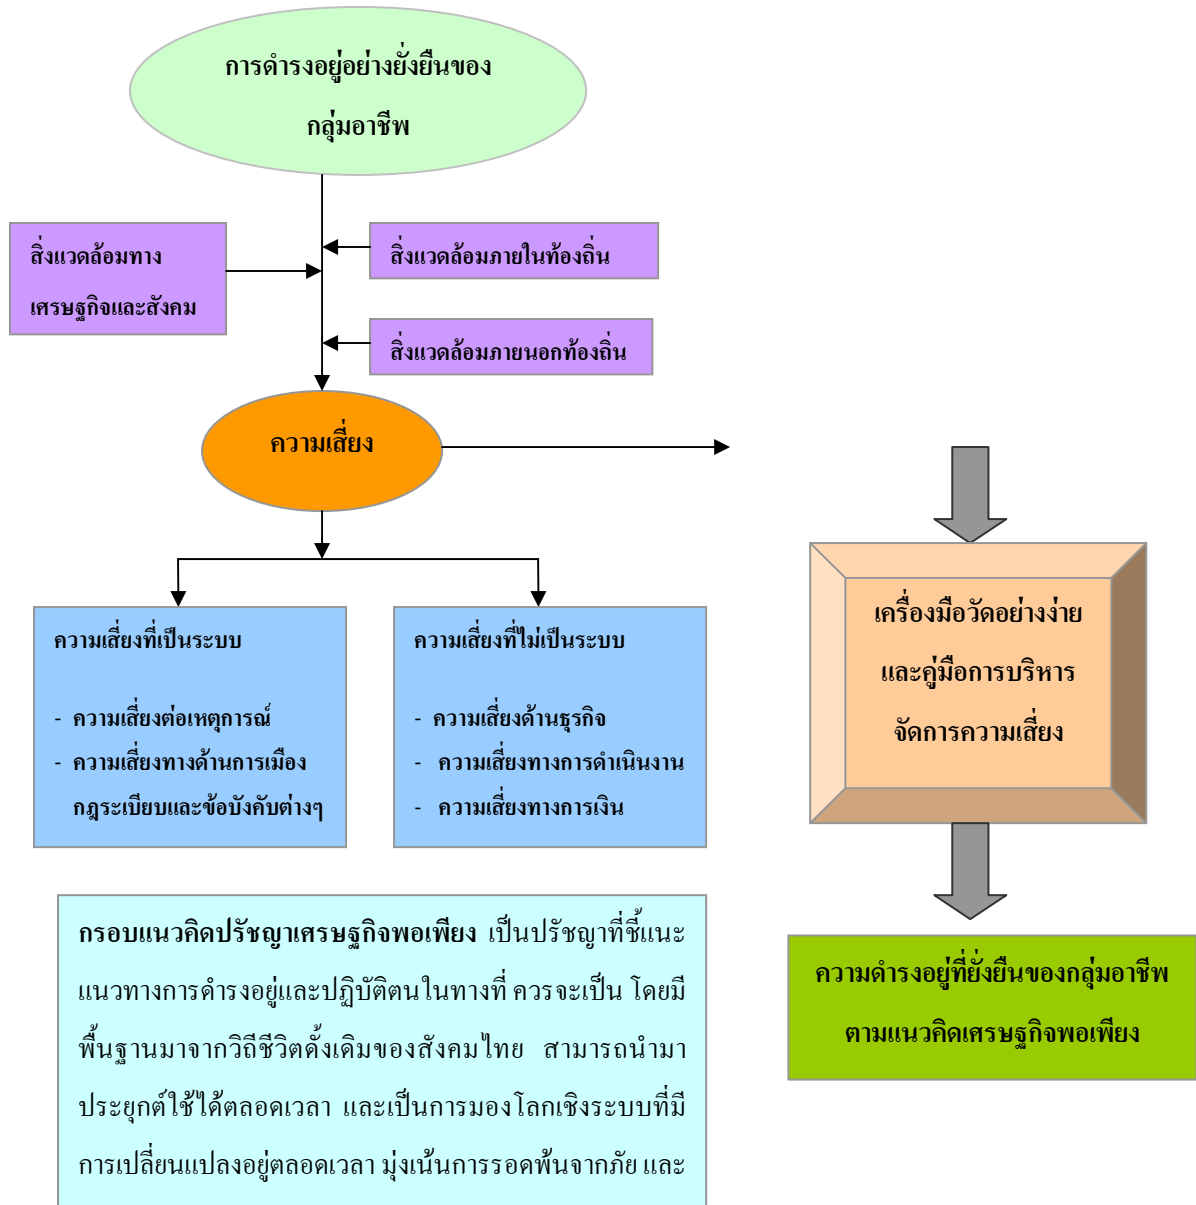 การดำรงอยู่อย่างยั่งยืนของ
กลุ่มอาชีพ
สิ่งแวดล้อมทาง
เศรษฐกิจและสังคม
สิ่งแวดล้อมภายในท้องถิ่น
สิ่งแวดล้อมภายนอกท้องถิ่น
ความเสี่ยง
ความเสี่ยงที่เป็นระบบ
- ความเสี่ยงต่อเหตุการณ์
- ความเสี่ยงทางด้านการเมือง
กฎระเบียบและข้อบังคับต่างๆ
ความเสี่ยงที่ไม่เป็นระบบ
- ความเสี่ยงด้านธุรกิจ
- ความเสี่ยงทางการดำเนินงาน
- ความเสี่ยงทางการเงิน
เครื่องมือวัดอย่างง่าย
และคู่มือการบริหาร
จัดการความเสี่ยง
ความดำรงอยู่ที่ยั่งยืนของกลุ่มอาชีพ
ตามแนวคิดเศรษฐกิจพอเพียง
กรอบแนวคิดปรัชญาเศรษฐกิจพอเพียง เป็นปรัชญาที่ชี้แนะ
แนวทางการดำรงอยู่และปฏิบัติตนในทางที่ ควรจะเป็น โดยมี
พื้นฐานมาจากวิถีชีวิตดั้งเดิมของสังคมไทย สามารถนำมา
ประยุกต์ใช้ได้ตลอดเวลา และเป็นการมองโลกเชิงระบบที่มี
การเปลี่ยนแปลงอยู่ตลอดเวลา มุ่งเน้นการรอดพ้นจากภัย และ